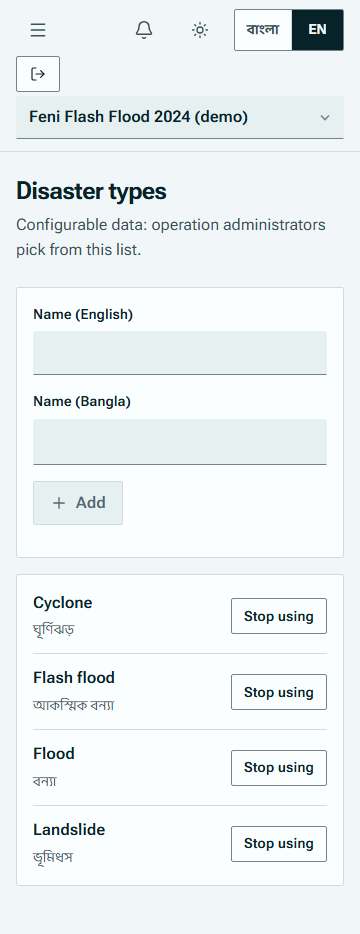 বাংলা
EN
Feni Flash Flood 2024 (demo)
Disaster types
Configurable data: operation administrators
pick from this list.
Name (English)
Name (Bangla)
+ Add
Cyclone
ঘূর্ণিঝড়
Stop using
Flash flood
আকস্মিক বন্যা
Stop using
Flood
বন্যা
Stop using
Landslide
ভূমিধস
Stop using